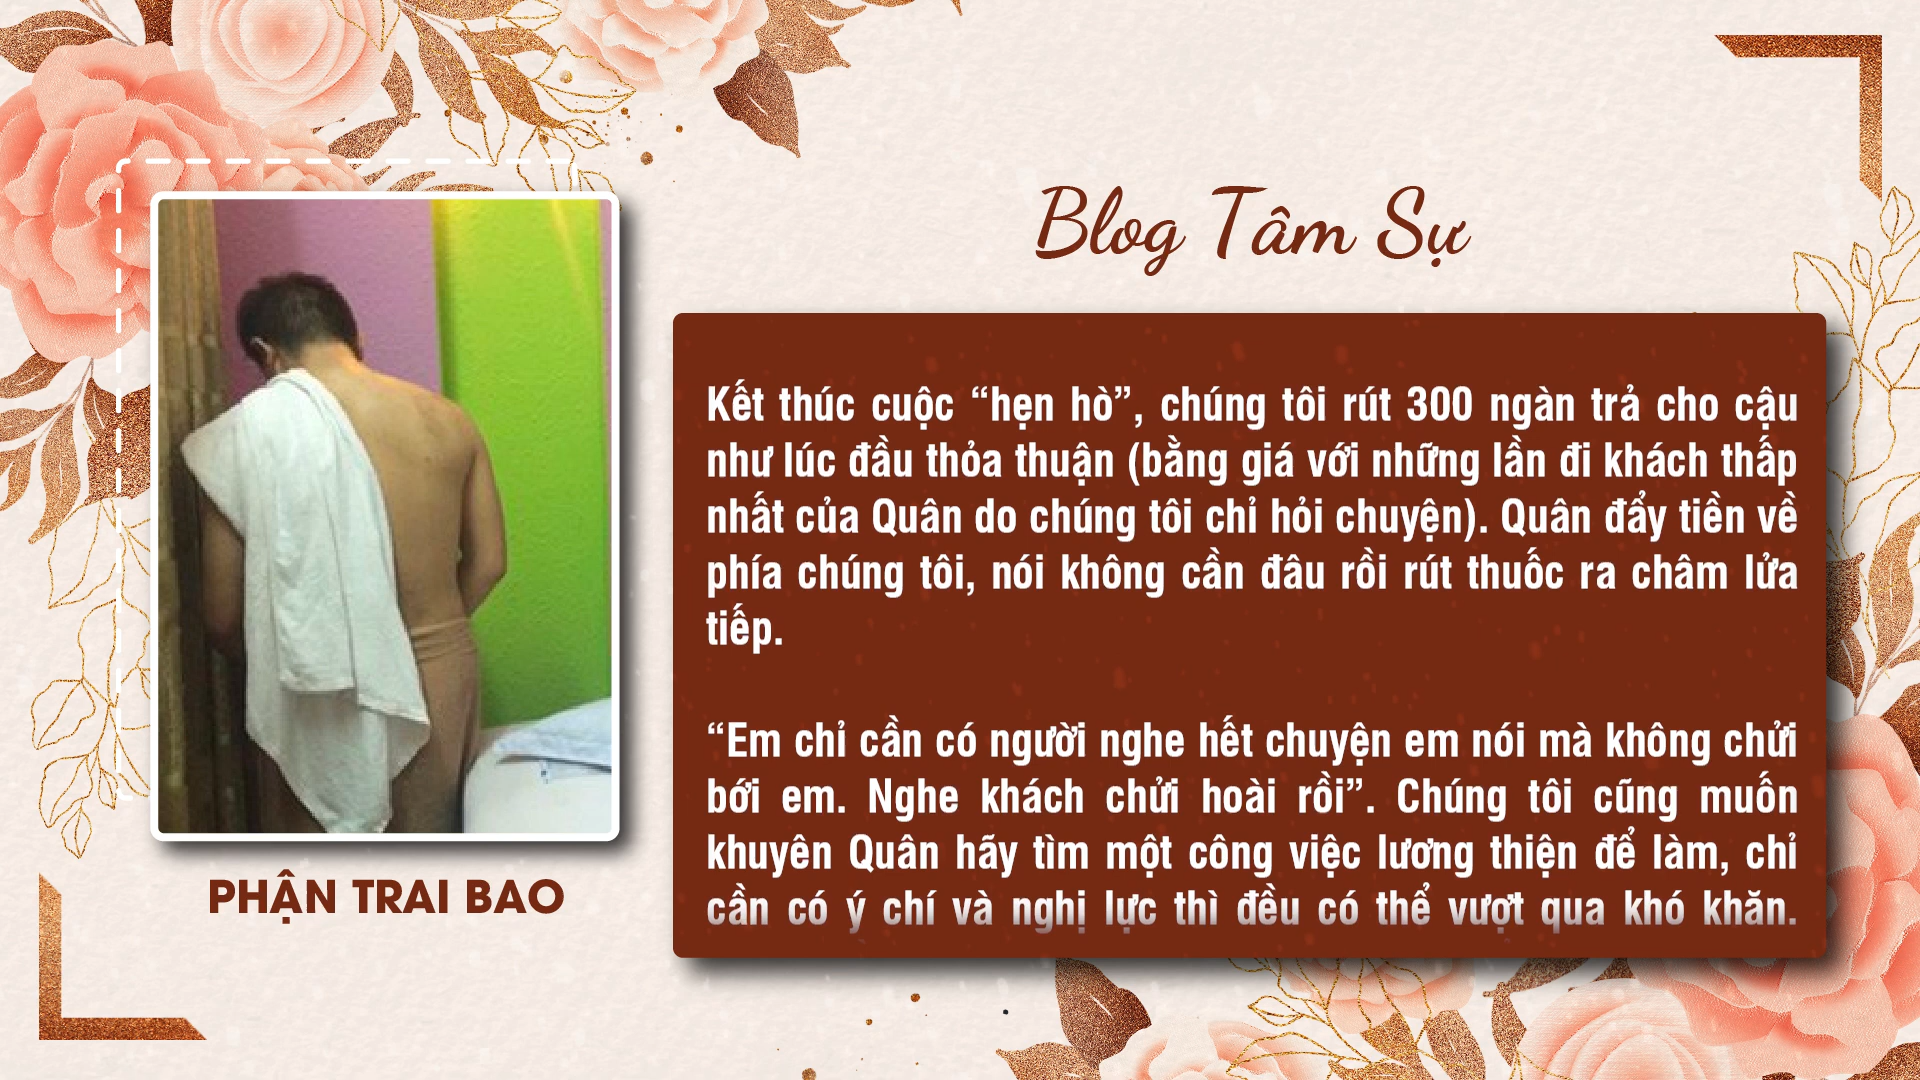 Blog Tâm Sự
Kết thúc cuộc “hẹn hò”, chúng tôi rút 300 ngàn trả cho cậu
như lúc đầu thỏa thuận (bằng giá với những lần đi khách thấp
nhất của Quân do chúng tôi chỉ hỏi chuyện). Quân đẩy tiền về
phía chúng tôi, nói không cần đâu rồi rút thuốc ra châm lửa
tiếp.
“Em chỉ cần có người nghe hết chuyện em nói mà không chửi
bới em. Nghe khách chửi hoài rồi”. Chúng tôi cũng muốn
khuyên Quân hãy tìm một công việc lương thiện để làm, chỉ
cần có ý chí và nghị lực thì đều có thể vượt qua khó khăn.
PHẬN TRAI BAO